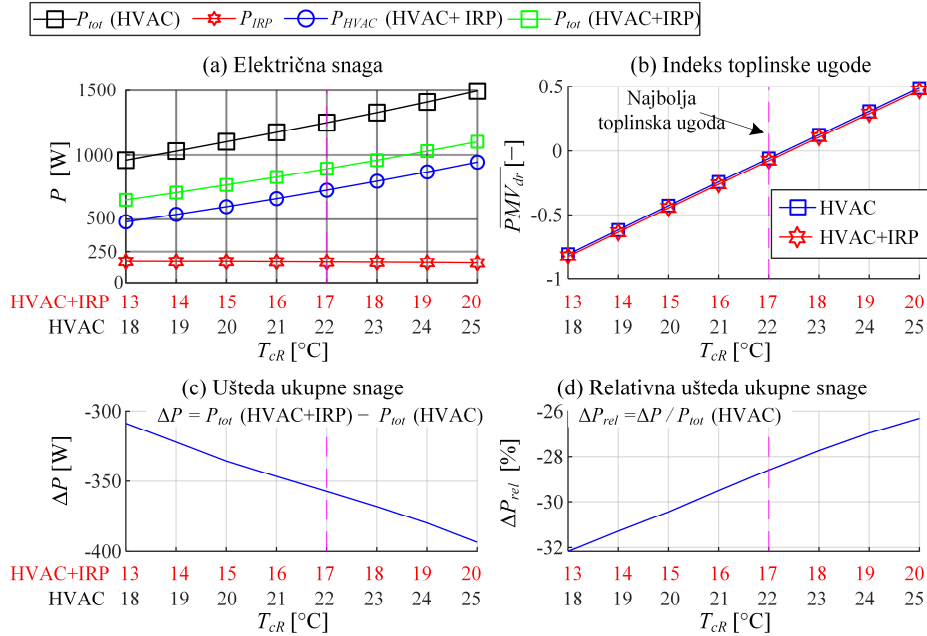 P_tot (HVAC) P_IRP P_HVAC (HVAC+ IRP) P_tot (HVAC+IRP)
(a) Električna snaga
P [W]
1500
1000
500
250
0
HVAC+IRP 13 14 15 16 17 18 19 20
HVAC 18 19 20 21 22 23 24 25
T_cR [°C]
(b) Indeks toplinske ugode
Najbolja
toplinska ugoda
PMV_dr [−]
0.5
0
-0.5
-1
HVAC
HVAC+IRP
13 14 15 16 17 18 19 20
18 19 20 21 22 23 24 25
T_cR [°C]
(c) Ušteda ukupne snage
ΔP = P_tot (HVAC+IRP) − P_tot (HVAC)
ΔP [W]
-300
-350
-400
HVAC+IRP 13 14 15 16 17 18 19 20
HVAC 18 19 20 21 22 23 24 25
T_cR [°C]
(d) Relativna ušteda ukupne snage
ΔP_rel =ΔP / P_tot (HVAC)
ΔP_rel [%]
-26
-28
-30
-32
13 14 15 16 17 18 19 20
18 19 20 21 22 23 24 25
T_cR [°C]